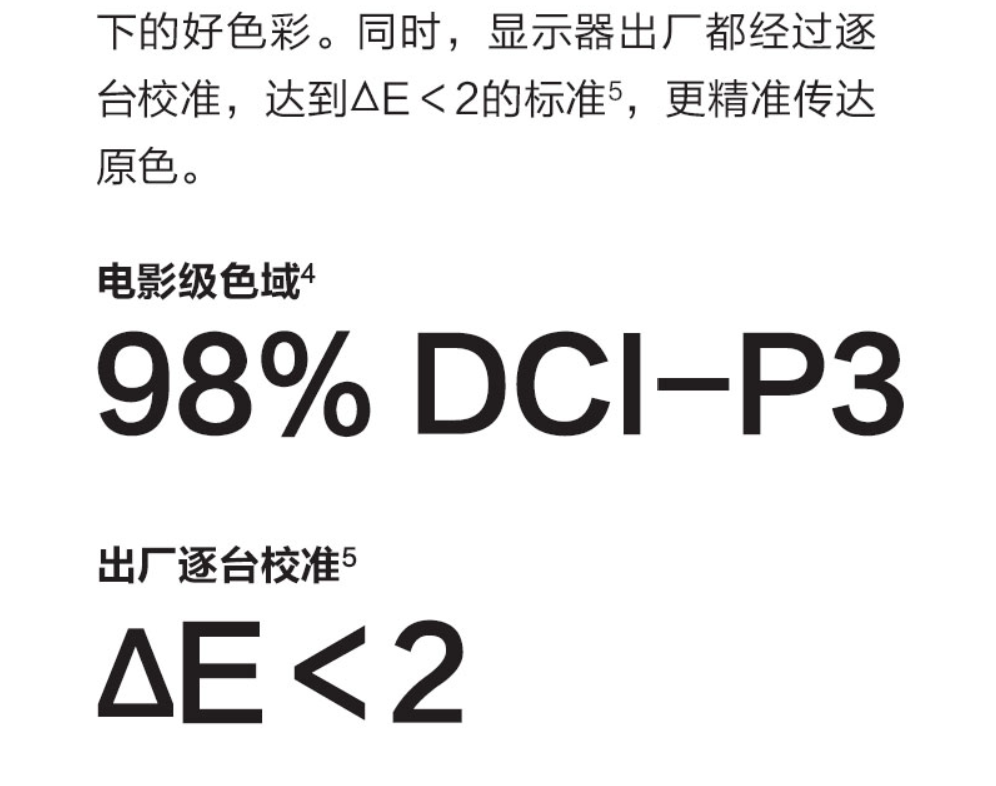 下的好色彩。同时，显示器出厂都经过逐
台校准，达到ΔE<2的标准⁵，更精准传达
原色。
电影级色域⁴
98% DCI-P3
出厂逐台校准⁵
ΔE<2